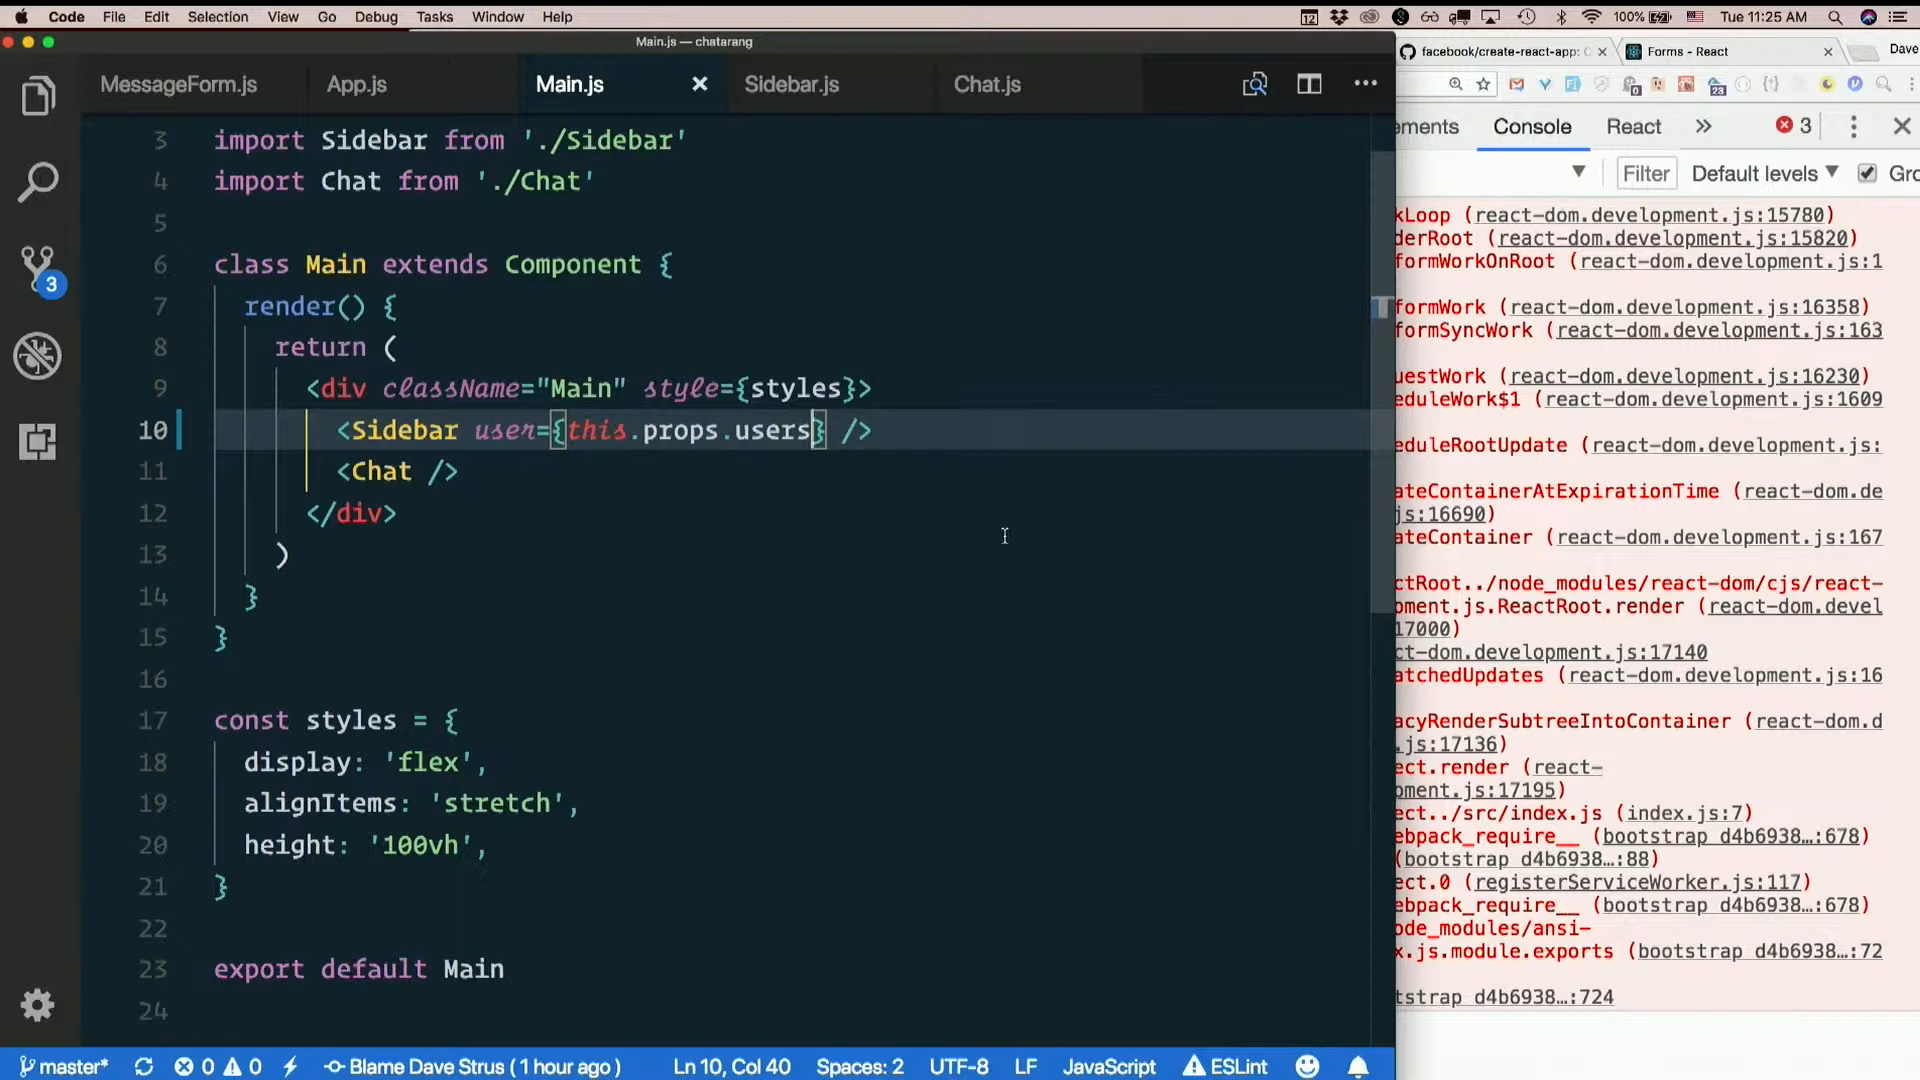 Code File Edit Selection View Go Debug Tasks Window Help
12
100%
Tue 11:25 AM
Main.js — chatarang
facebook/create-react-app: C
Forms - React
Dave
MessageForm.js
App.js
Main.js
Sidebar.js
Chat.js
0
23
ements
Console
React
3
Filter
Default levels
Gro
3
3 import Sidebar from './Sidebar'
4 import Chat from './Chat'
5
6 class Main extends Component {
7 render() {
8 return (
9 <div className="Main" style={styles}>
10 <Sidebar user={this.props.users} />
11 <Chat />
12 </div>
13 )
14 }
15 }
16
17 const styles = {
18 display: 'flex',
19 alignItems: 'stretch',
20 height: '100vh',
21 }
22
23 export default Main
24
kLoop (react-dom.development.js:15780)
derRoot (react-dom.development.js:15820)
formWorkOnRoot (react-dom.development.js:1
formWork (react-dom.development.js:16358)
formSyncWork (react-dom.development.js:163
uestWork (react-dom.development.js:16230)
eduleWork$1 (react-dom.development.js:1609
eduleRootUpdate (react-dom.development.js:
ateContainerAtExpirationTime (react-dom.de
js:16690)
ateContainer (react-dom.development.js:167
ctRoot../node_modules/react-dom/cjs/react-
pment.js.ReactRoot.render (react-dom.devel
17000)
ct-dom.development.js:17140
atchedUpdates (react-dom.development.js:16
acyRenderSubtreeIntoContainer (react-dom.d
.js:17136)
ect.render (react-
pment.js:17195)
ect../src/index.js (index.js:7)
ebpack_require__ (bootstrap d4b6938…:678)
(bootstrap d4b6938…:88)
ect.0 (registerServiceWorker.js:117)
ebpack_require__ (bootstrap d4b6938…:678)
ode_modules/ansi-
x.js.module.exports (bootstrap d4b6938…:72
tstrap d4b6938…:724
master*
0
0
Blame Dave Strus ( 1 hour ago )
Ln 10, Col 40
Spaces: 2
UTF-8
LF
JavaScript
ESLint